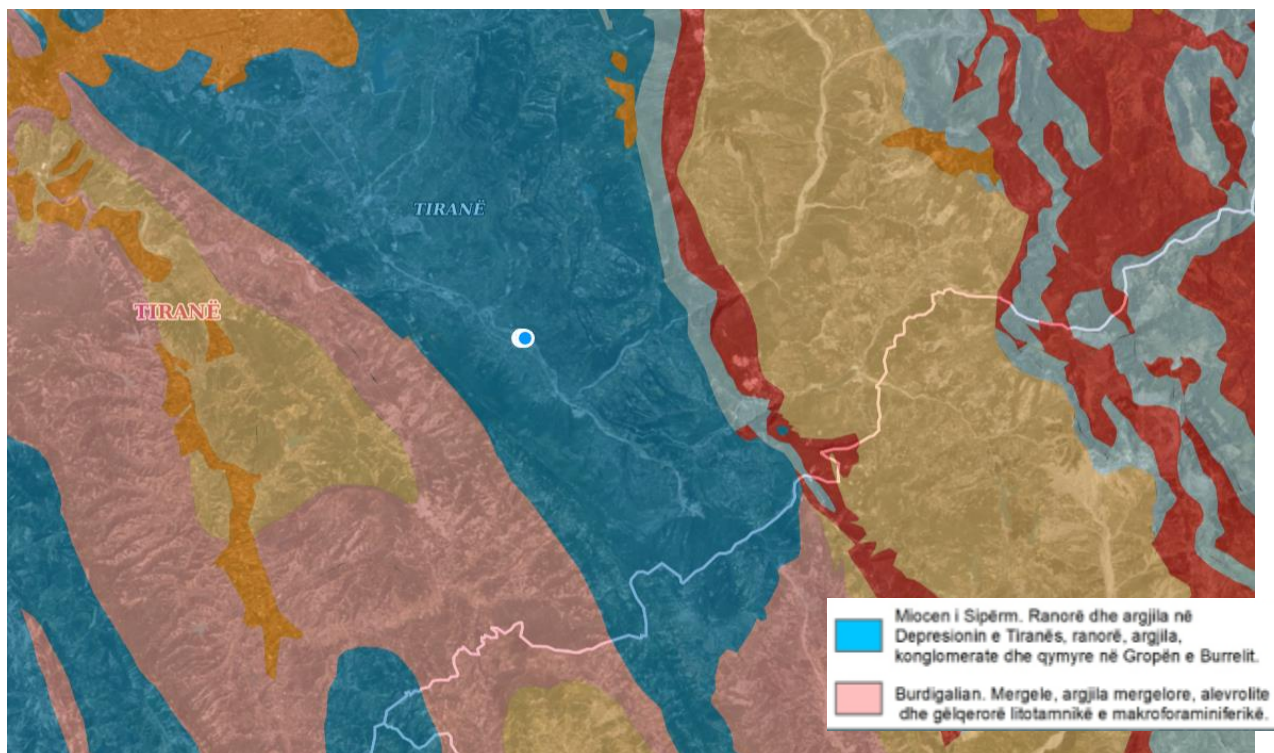 TIRANË
TIRANË
Miocen i Sipërm. Ranorë dhe argjila në
Depresionin e Tiranës, ranorë, argjila,
konglomerate dhe qymyre në Gropën e Burrelit.
Burdigalian. Mergele, argjila mergelore, alevrolite
dhe gëlqerorë litotamnikë e makroforaminiferikë.